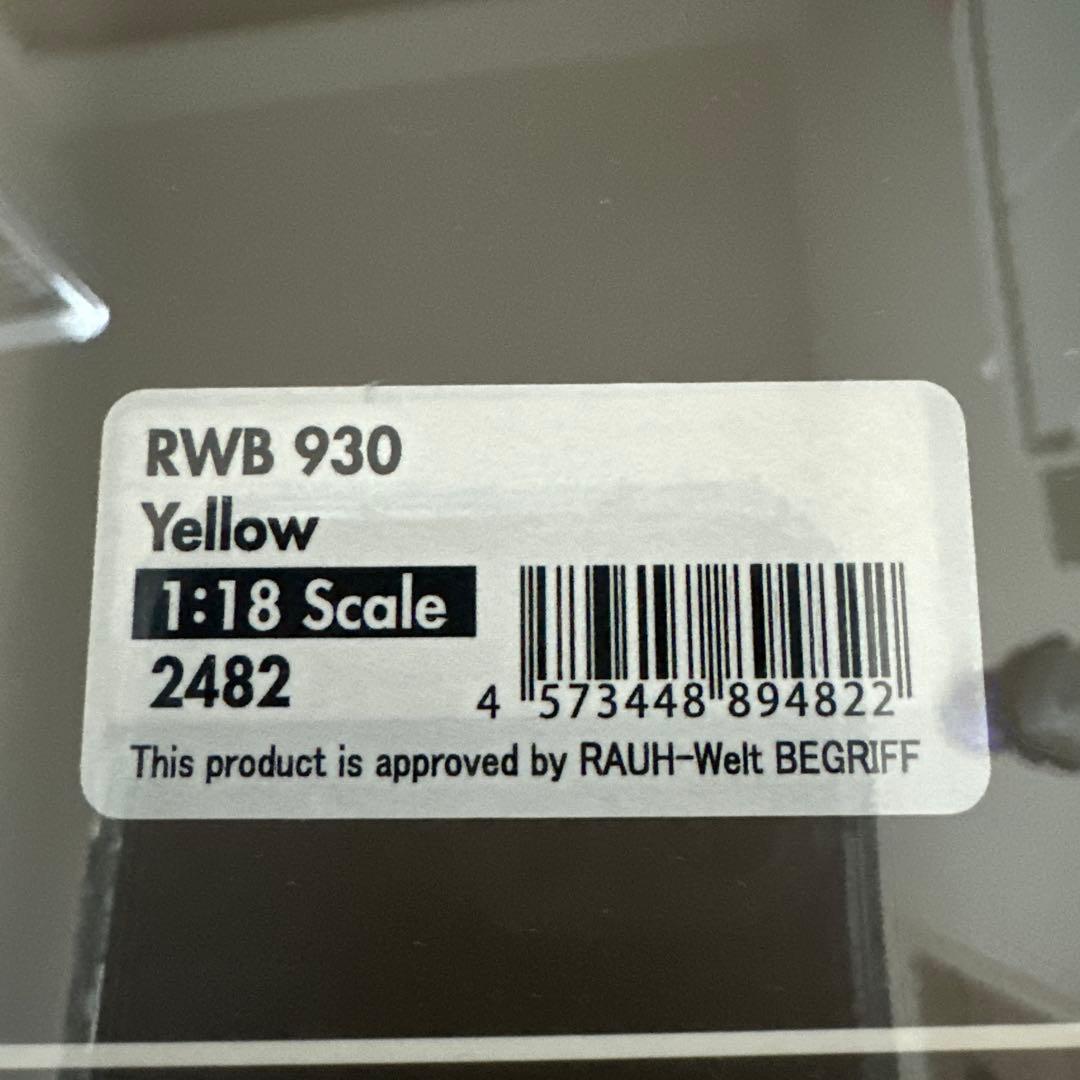 RWB 930
Yellow
1:18 Scale
2482
4 573448 894822
This product is approved by RAUH-Welt BEGRIFF